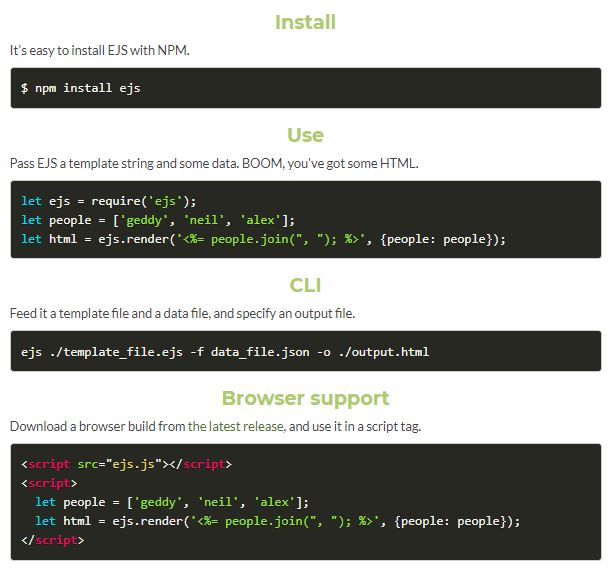 Install
It's easy to install EJS with NPM.
$ npm install ejs
Use
Pass EJS a template string and some data. BOOM, you've got some HTML.
let ejs = require('ejs');
let people = ['geddy', 'neil', 'alex'];
let html = ejs.render('<%= people.join(", "); %>', {people: people});
CLI
Feed it a template file and a data file, and specify an output file.
ejs ./template_file.ejs -f data_file.json -o ./output.html
Browser support
Download a browser build from the latest release, and use it in a script tag.
<script src="ejs.js"></script>
<script>
  let people = ['geddy', 'neil', 'alex'];
  let html = ejs.render('<%= people.join(", "); %>', {people: people});
</script>